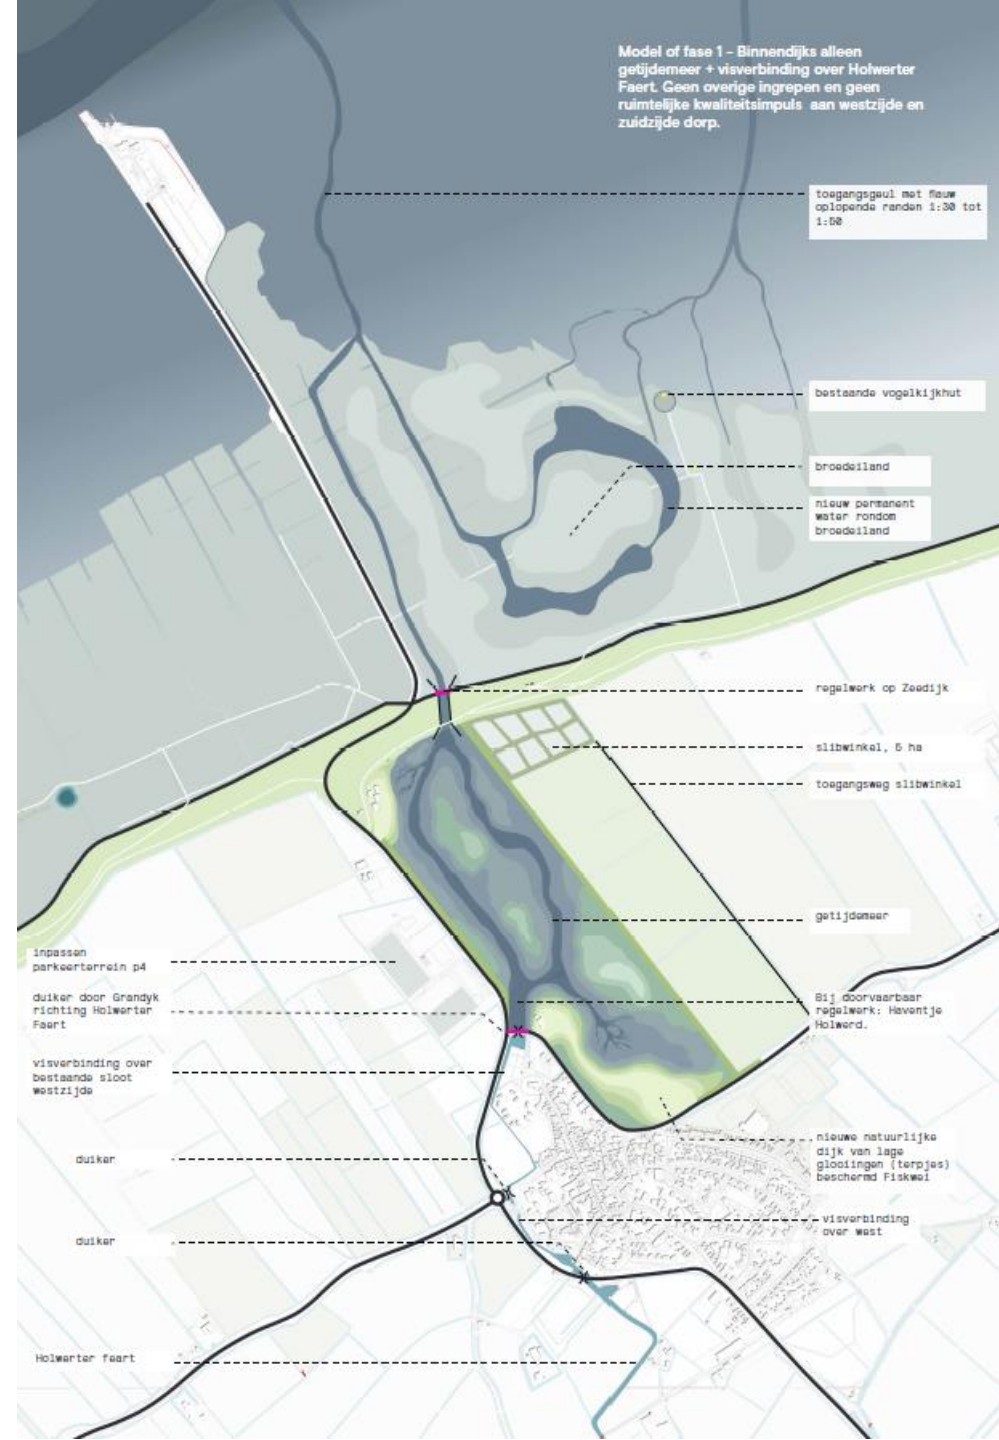 Model of fase 1 – Binnendijks alleen
getijdemeer + visverbinding over Holwerter
Faert. Geen overige ingrepen en geen
ruimtelijke kwaliteitsimpuls aan westzijde en
zuidzijde dorp.
toegangsgeul met flauw
oplopende randen 1:30 tot
1:50
bestaande vogelkijkhut
broedeiland
nieuw permanent
water rondom
broedeiland
regelwerk op Zeedijk
slibwinkel, 5 ha
toegangsweg slibwinkel
getijdemeer
inpassen
parkeerterrein p4
duiker door Grandyk
richting Holwerter
Faert
Bij doorvaarbaar
regelwerk: Haventje
Holwerd.
visverbinding over
bestaande sloot
westzijde
nieuwe natuurlijke
dijk van lage
glooiingen (terpjes)
beschermd Fiskwei
duiker
visverbinding
over west
duiker
Holwerter feart